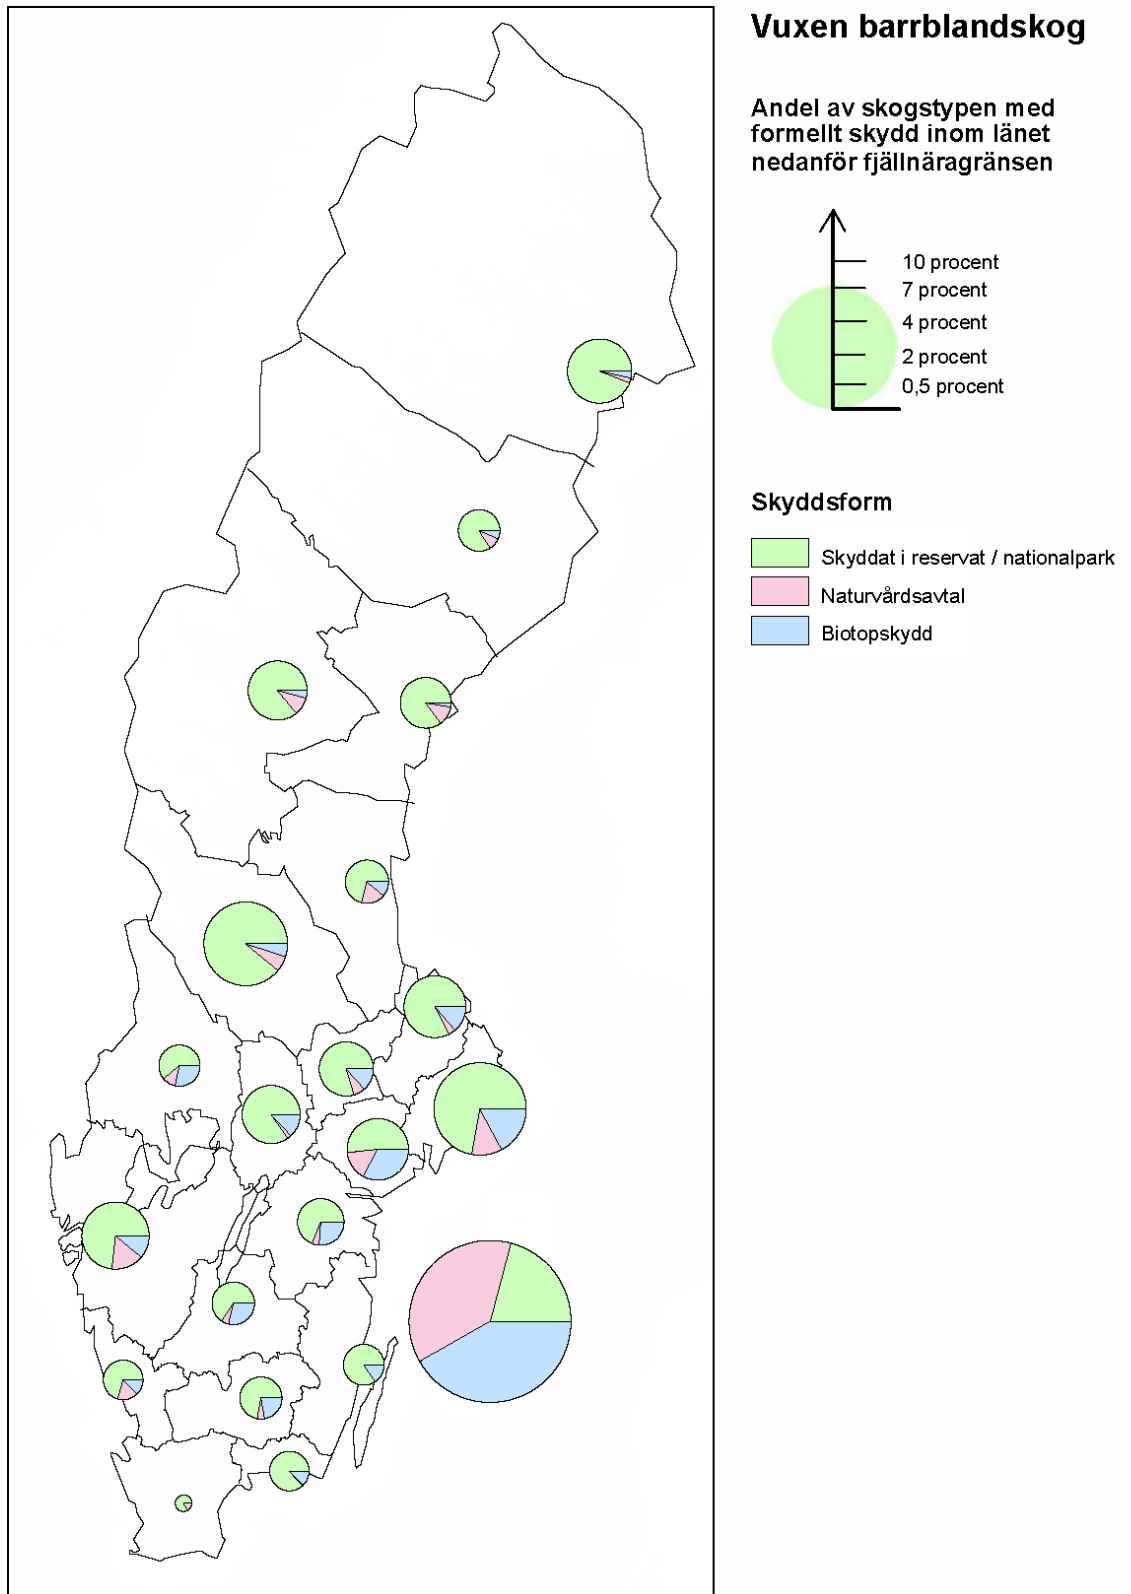 Vuxen barrblandskog
Andel av skogstypen med
formellt skydd inom länet
nedanför fjällnäragränsen
10 procent
7 procent
4 procent
2 procent
0,5 procent
Skyddsform
Skyddat i reservat / nationalpark
Naturvårdsavtal
Biotopskydd